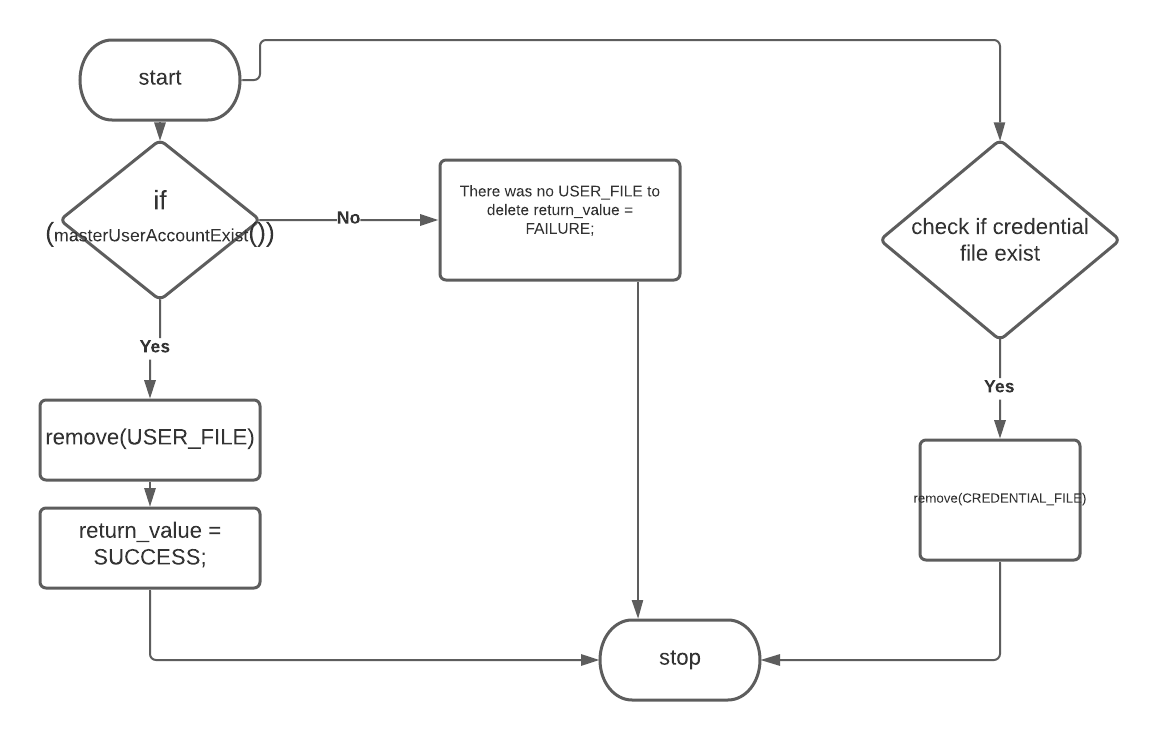 start
if
(masterUserAccountExist())
No
There was no USER_FILE to
delete return_value =
FAILURE;
check if credential
file exist
Yes
Yes
remove(USER_FILE)
return_value =
SUCCESS;
remove(CREDENTIAL_FILE)
stop